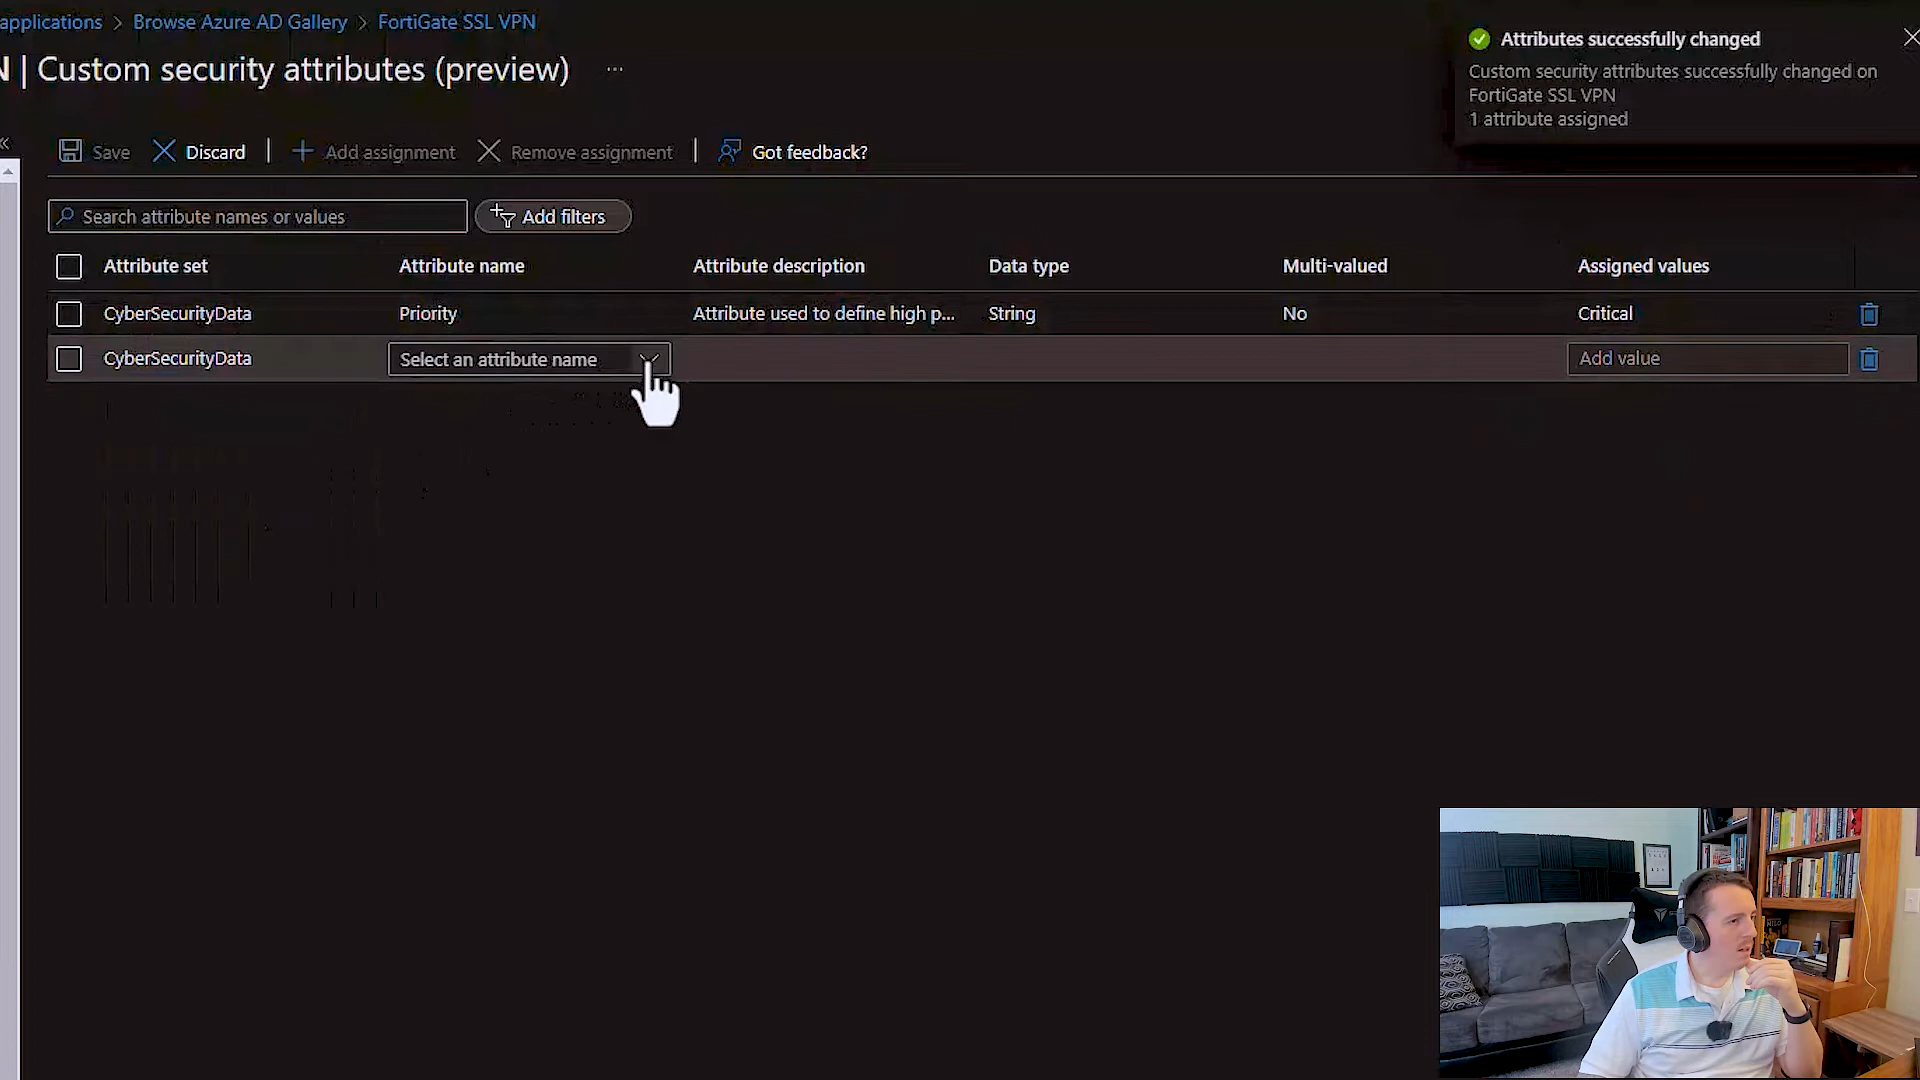 applications > Browse Azure AD Gallery > FortiGate SSL VPN
N | Custom security attributes (preview) ...
Attributes successfully changed
Custom security attributes successfully changed on
FortiGate SSL VPN
1 attribute assigned
Save Discard | Add assignment Remove assignment | Got feedback?
Search attribute names or values Add filters
Attribute set Attribute name Attribute description Data type Multi-valued Assigned values
CyberSecurityData Priority Attribute used to define high p... String No Critical
CyberSecurityData Select an attribute name Add value